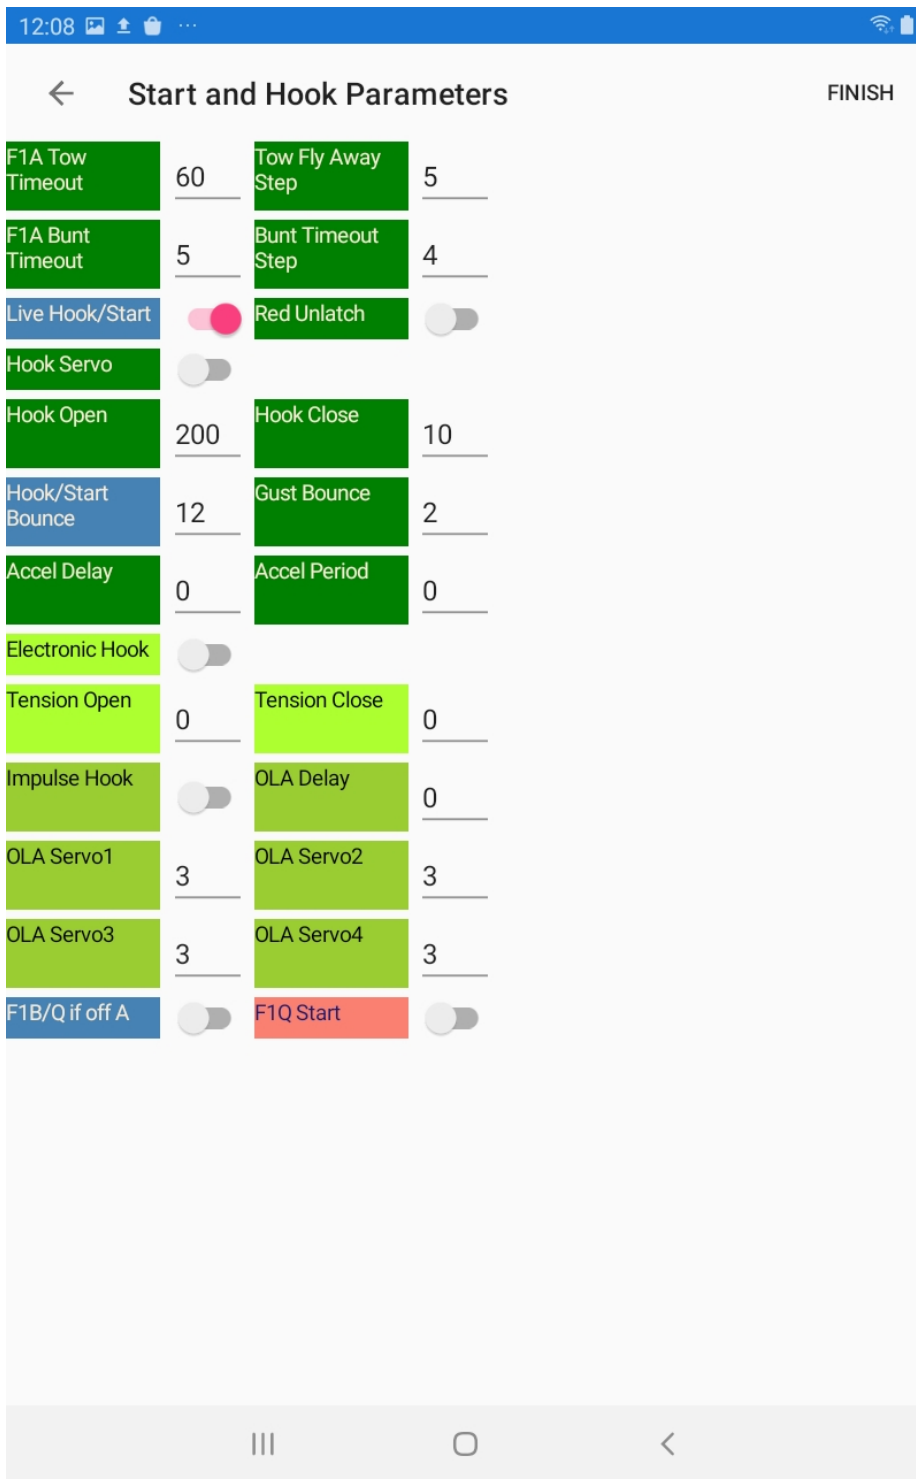 12:08
Start and Hook Parameters FINISH
F1A Tow
Timeout 60 Tow Fly Away
Step 5
F1A Bunt
Timeout 5 Bunt Timeout
Step 4
Live Hook/Start Red Unlatch
Hook Servo
Hook Open 200 Hook Close 10
Hook/Start
Bounce 12 Gust Bounce 2
Accel Delay 0 Accel Period 0
Electronic Hook
Tension Open 0 Tension Close 0
Impulse Hook OLA Delay 0
OLA Servo1 3 OLA Servo2 3
OLA Servo3 3 OLA Servo4 3
F1B/Q if off A F1Q Start